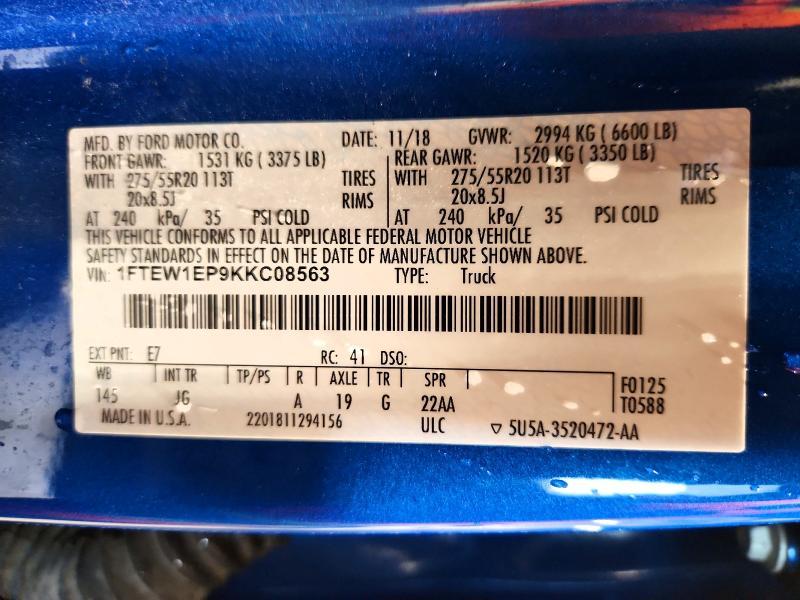 MFD. BY FORD MOTOR CO. DATE: 11/18 GVWR: 2994 KG ( 6600 LB)
FRONT GAWR: 1531 KG ( 3375 LB) REAR GAWR: 1520 KG ( 3350 LB)
WITH 275/55R20 113T TIRES WITH 275/55R20 113T TIRES
20x8.5J RIMS 20x8.5J RIMS
AT 240 kPa/ 35 PSI COLD AT 240 kPa/ 35 PSI COLD
THIS VEHICLE CONFORMS TO ALL APPLICABLE FEDERAL MOTOR VEHICLE
SAFETY STANDARDS IN EFFECT ON THE DATE OF MANUFACTURE SHOWN ABOVE.
VIN: 1FTEW1EP9KKC08563 TYPE: Truck
EXT PNT: E7 RC: 41 DSO:
WB INT TR TP/PS R AXLE TR SPR F0125
145 JG A 19 G 22AA T0588
MADE IN U.S.A. 2201811294156 ULC ▽ 5U5A-3520472-AA